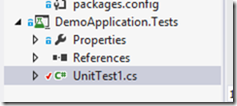 packages.config
DemoApplication.Tests
Properties
References
C# UnitTest1.cs